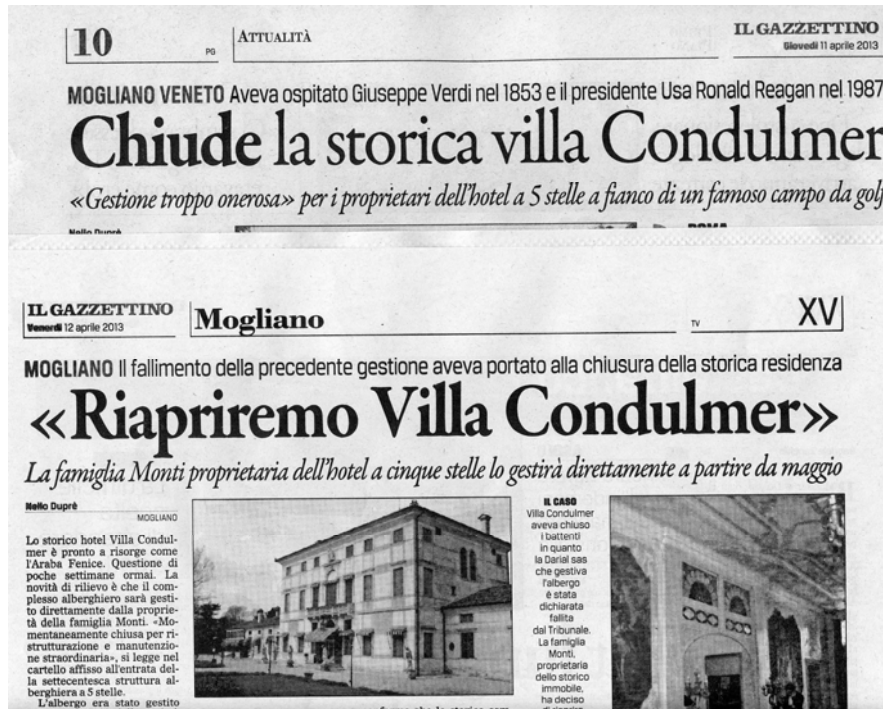 10
PG
ATTUALITÀ
IL GAZZETTINO
Giovedì 11 aprile 2013
MOGLIANO VENETO Aveva ospitato Giuseppe Verdi nel 1853 e il presidente Usa Ronald Reagan nel 1987
Chiude la storica villa Condulmer
«Gestione troppo onerosa» per i proprietari dell'hotel a 5 stelle a fianco di un famoso campo da golf
Nello Duprè
ROMA
IL GAZZETTINO
Venerdì 12 aprile 2013
Mogliano
TV
XV
MOGLIANO Il fallimento della precedente gestione aveva portato alla chiusura della storica residenza
«Riapriremo Villa Condulmer»
La famiglia Monti proprietaria dell'hotel a cinque stelle lo gestirà direttamente a partire da maggio
Nello Duprè
MOGLIANO
Lo storico hotel Villa Condul-
mer è pronto a risorge come
l'Araba Fenice. Questione di
poche settimane ormai. La
novità di rilievo è che il com-
plesso alberghiero sarà gesti-
to direttamente dalla proprie-
tà della famiglia Monti. «Mo-
mentaneamente chiusa per ri-
strutturazione e manutenzio-
ne straordinaria», si legge nel
cartello affisso all'entrata del-
la settecentesca struttura al-
berghiera a 5 stelle.
L'albergo era stato gestito
IL CASO
Villa Condulmer
aveva chiuso
i battenti
in quanto
la Darial sas
che gestiva
l'albergo
è stata
dichiarata
fallita
dal Tribunale.
La famiglia
Monti,
proprietaria
dello storico
immobile,
ha deciso